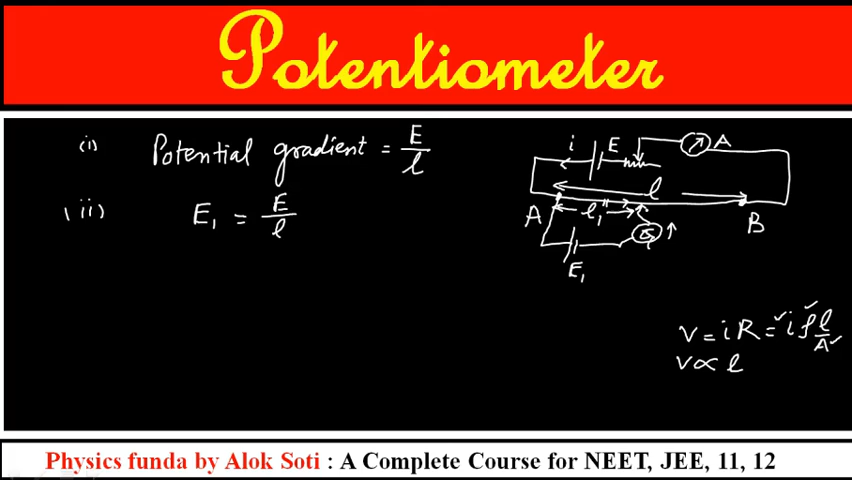 Potentiometer
(i) Potential gradient = E/l
(ii) E₁ = E/l
i E A
l
A l₁ B
G
E₁
V = iR = iρl/A
V ∝ l
Physics funda by Alok Soti : A Complete Course for NEET, JEE, 11, 12